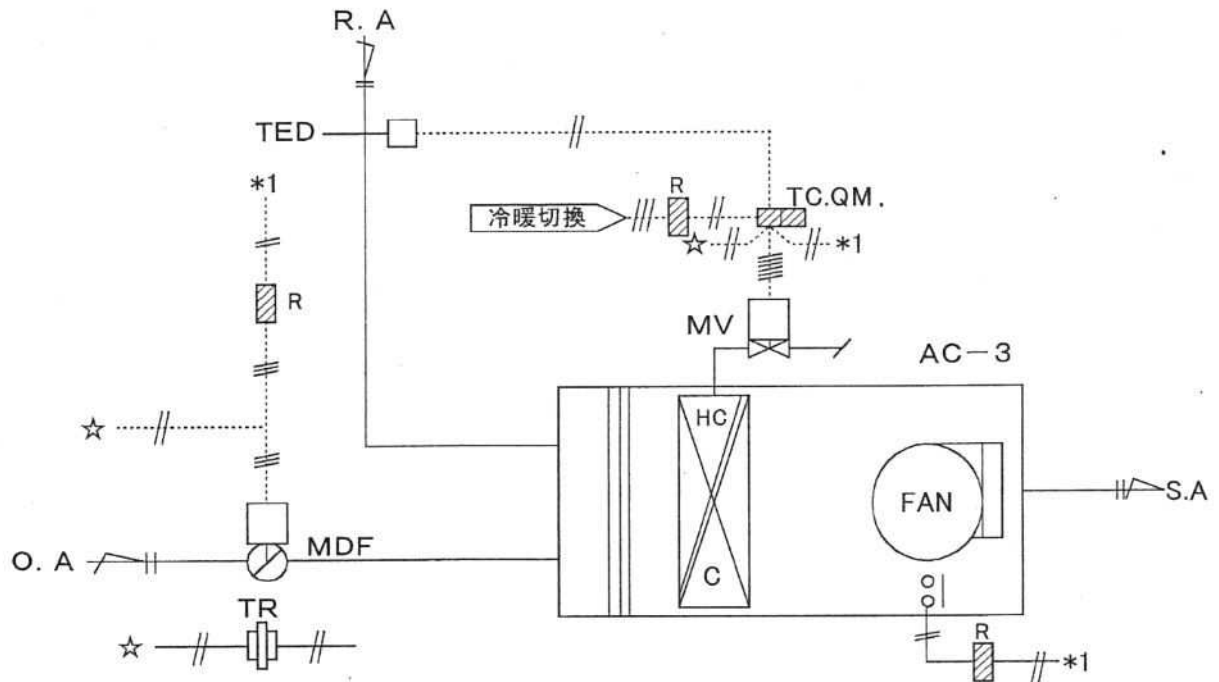 R. A
TED
*1
R
TC.QM.
冷暖切換
☆
*1
R
MV
AC－3
HC
☆
FAN
S.A
MDF
O. A
C
TR
R
☆
*1